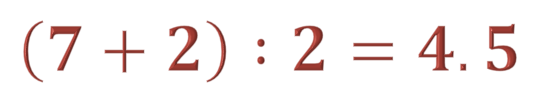 (7 + 2) : 2 = 4.5